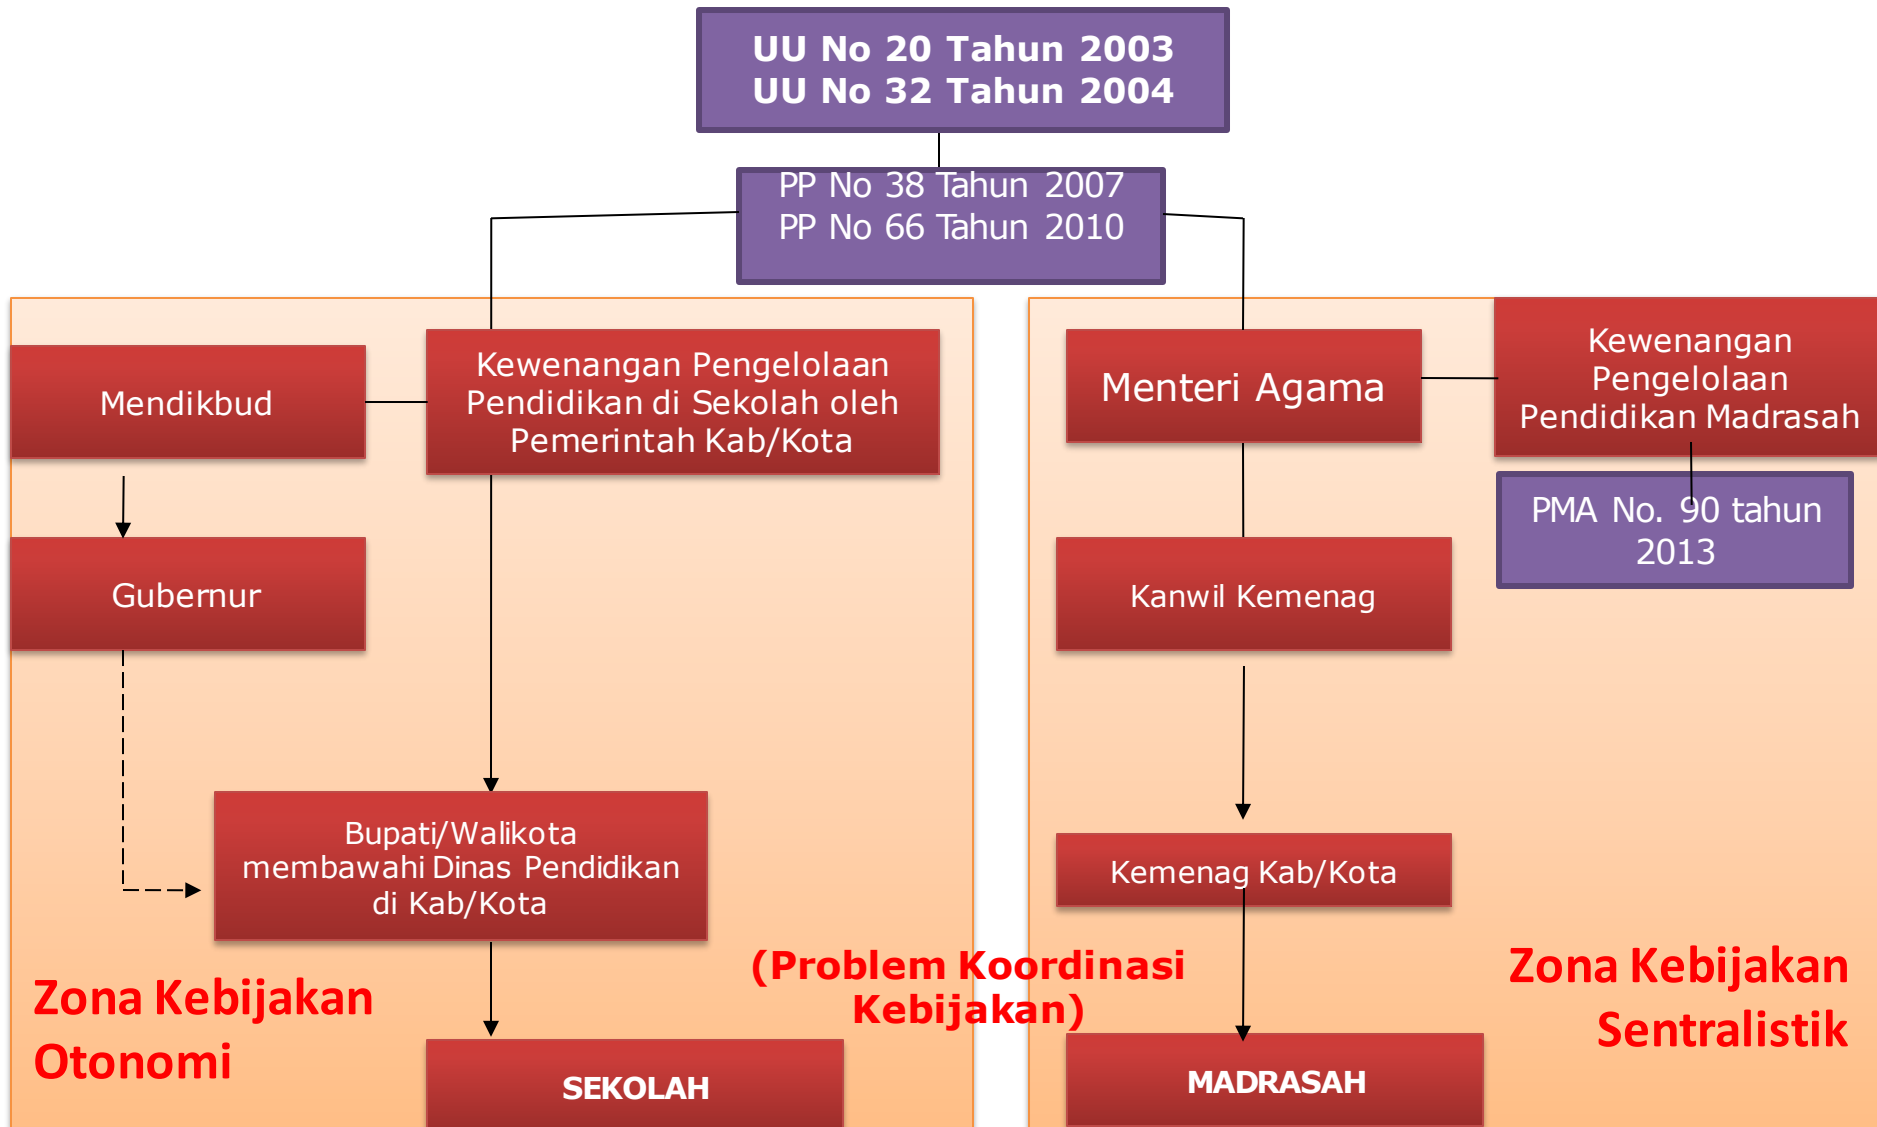 UU No 20 Tahun 2003
UU No 32 Tahun 2004
PP No 38 Tahun 2007
PP No 66 Tahun 2010
Mendikbud
Kewenangan Pengelolaan
Pendidikan di Sekolah oleh
Pemerintah Kab/Kota
Menteri Agama
Kewenangan
Pengelolaan
Pendidikan Madrasah
PMA No. 90 tahun
2013
Gubernur
Kanwil Kemenag
Bupati/Walikota
membawahi Dinas Pendidikan
di Kab/Kota
Kemenag Kab/Kota
Zona Kebijakan
Otonomi
(Problem Koordinasi
Kebijakan)
Zona Kebijakan
Sentralistik
SEKOLAH
MADRASAH